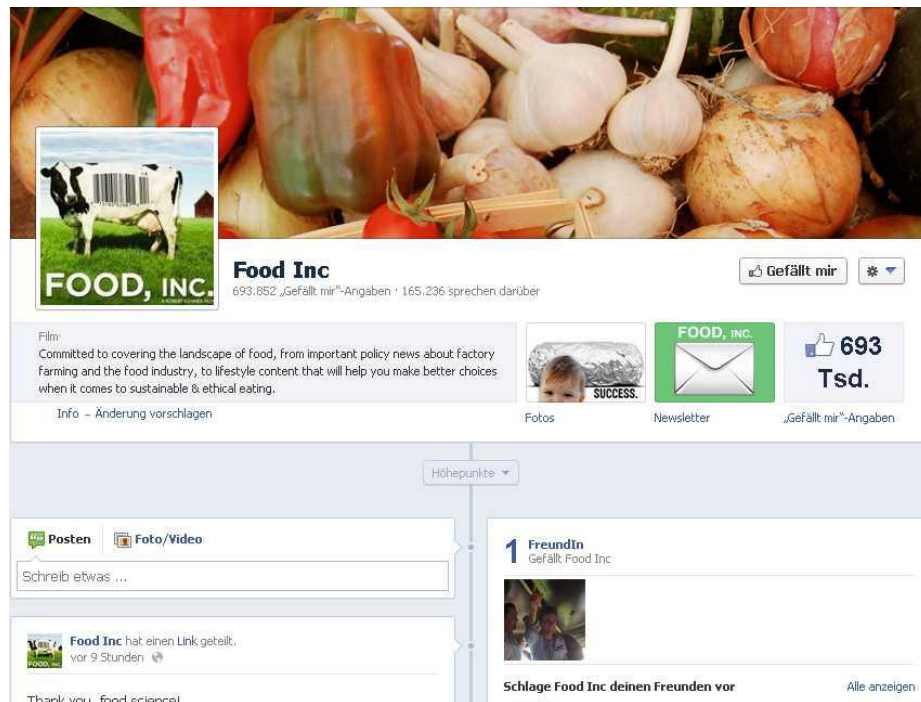 FOOD, INC.
Food Inc
693.852 „Gefällt mir"-Angaben · 165.236 sprechen darüber
Gefällt mir
Film
Committed to covering the landscape of food, from important policy news about factory
farming and the food industry, to lifestyle content that will help you make better choices
when it comes to sustainable & ethical eating.
Info – Änderung vorschlagen
SUCCESS.
Fotos
FOOD, INC.
Newsletter
693
Tsd.
„Gefällt mir"-Angaben
Höhepunkte
Posten
Foto/Video
Schreib etwas ...
Food Inc hat einen Link geteilt.
vor 9 Stunden
FOOD, INC.
Thank you, food science!
1
FreundIn
Gefällt Food Inc
Schlage Food Inc deinen Freunden vor
Alle anzeigen